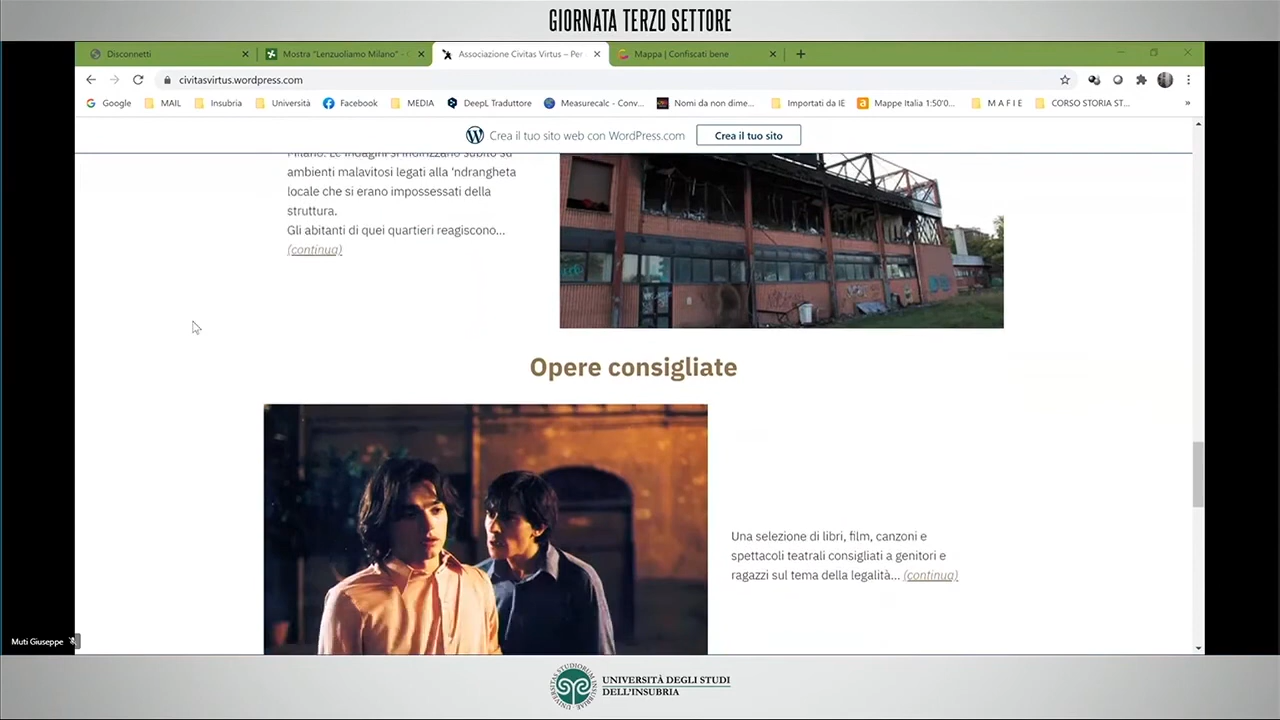 GIORNATA TERZO SETTORE
Disconnetti
Mostra "Lenzuoliamo Milano" - C
Associazione Civitas Virtus – Per
Mappa | Confiscati bene
civitasvirtus.wordpress.com
Google
MAIL
Insubria
Università
Facebook
MEDIA
DeepL Traduttore
Measurecalc - Conv...
Nomi da non dime...
Importati da IE
Mappe Italia 1:50'0...
M A F I E
CORSO STORIA ST...
Crea il tuo sito web con WordPress.com
Crea il tuo sito
Milano. Le indagini si indirizzano subito su
ambienti malavitosi legati alla 'ndrangheta
locale che si erano impossessati della
struttura.
Gli abitanti di quei quartieri reagiscono...
(continua)
Opere consigliate
Una selezione di libri, film, canzoni e
spettacoli teatrali consigliati a genitori e
ragazzi sul tema della legalità... (continua)
Muti Giuseppe
UNIVERSITÀ DEGLI STUDI
DELL'INSUBRIA